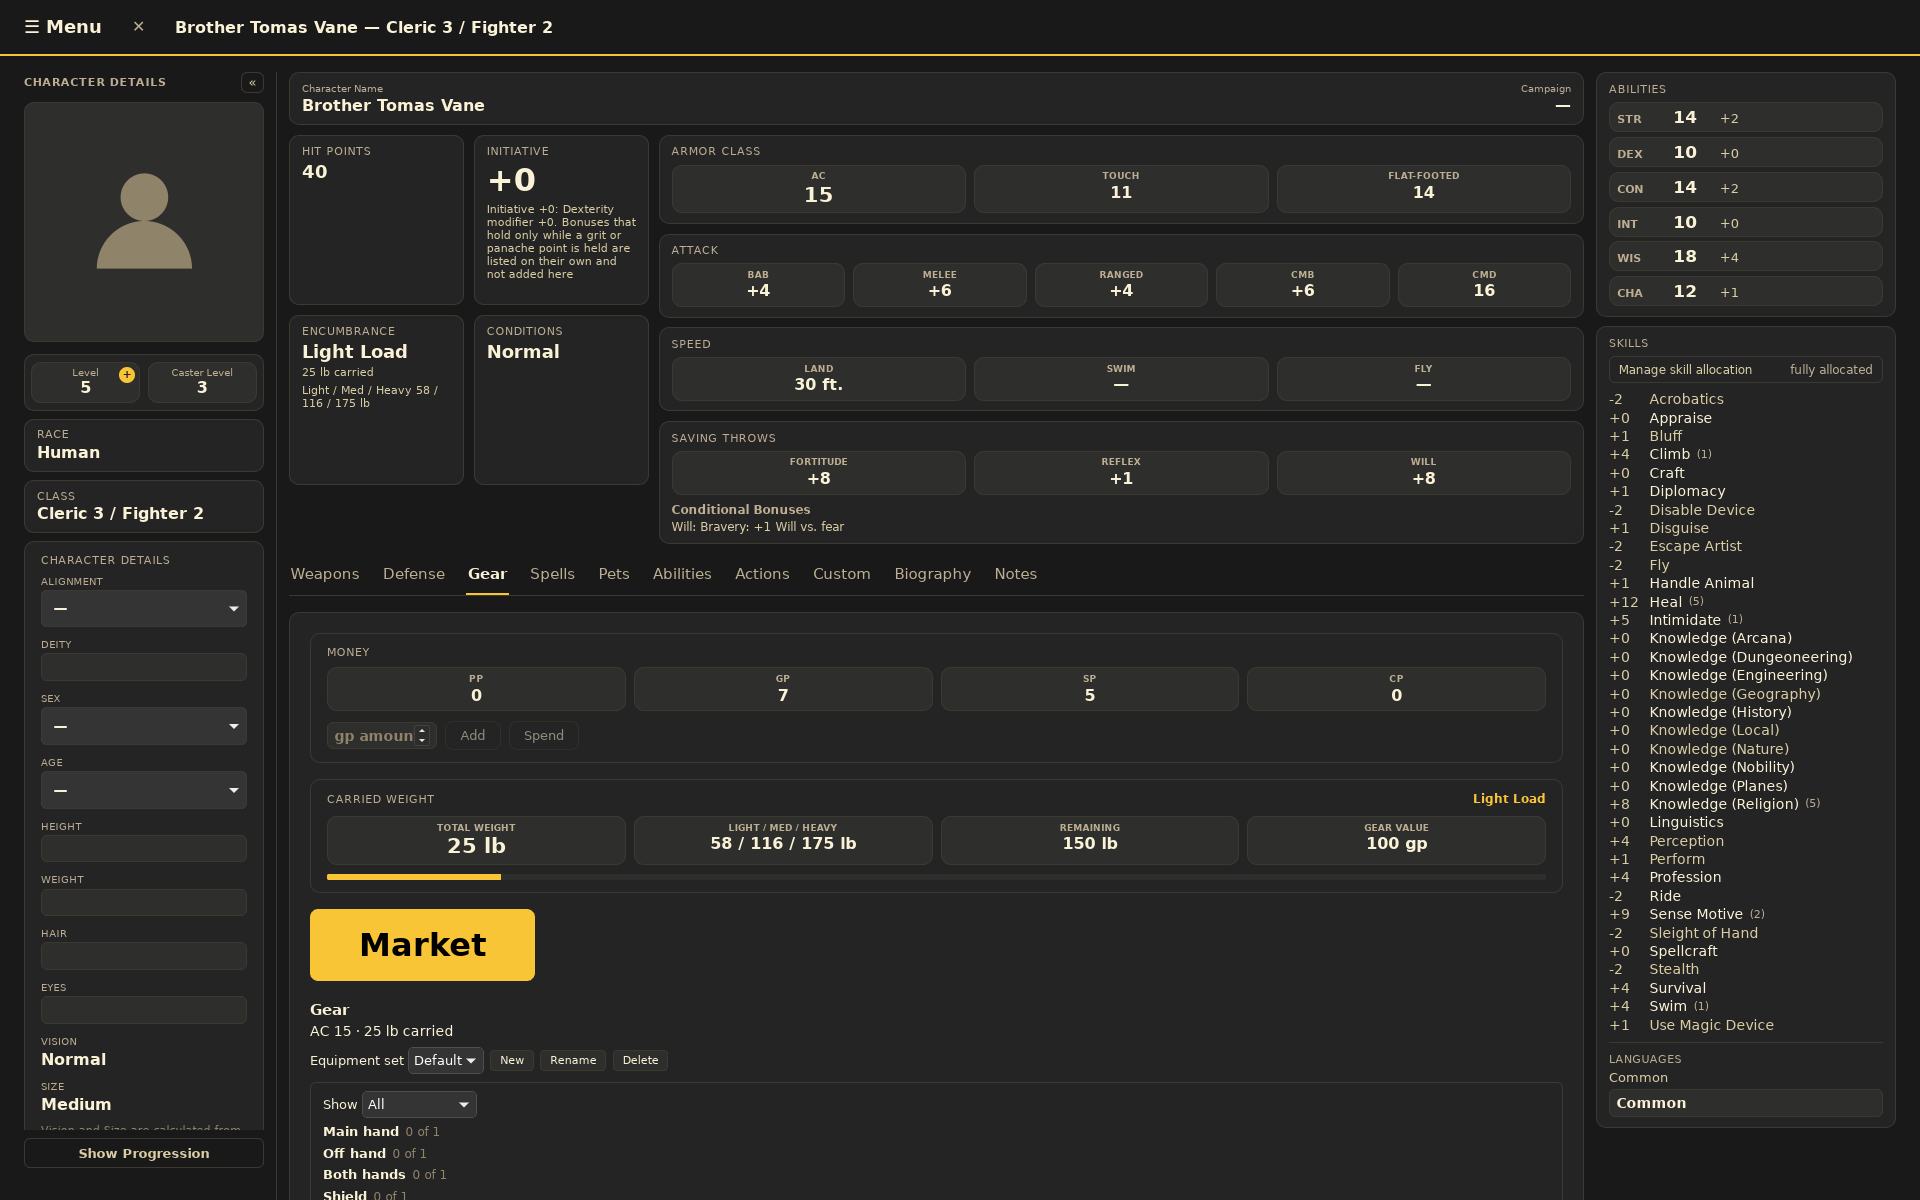 ☰ Menu
✕
Brother Tomas Vane — Cleric 3 / Fighter 2
CHARACTER DETAILS
«
Level
5
+
Caster Level
3
RACE
Human
CLASS
Cleric 3 / Fighter 2
CHARACTER DETAILS
ALIGNMENT
—
DEITY
SEX
—
AGE
—
HEIGHT
WEIGHT
HAIR
EYES
VISION
Normal
SIZE
Medium
Vision and Size are calculated from
Show Progression
Character Name
Brother Tomas Vane
Campaign
—
HIT POINTS
40
INITIATIVE
+0
Initiative +0: Dexterity
modifier +0. Bonuses that
hold only while a grit or
panache point is held are
listed on their own and
not added here
ENCUMBRANCE
Light Load
25 lb carried
Light / Med / Heavy 58 /
116 / 175 lb
CONDITIONS
Normal
ARMOR CLASS
AC
15
TOUCH
11
FLAT-FOOTED
14
ATTACK
BAB
+4
MELEE
+6
RANGED
+4
CMB
+6
CMD
16
SPEED
LAND
30 ft.
SWIM
—
FLY
—
SAVING THROWS
FORTITUDE
+8
REFLEX
+1
WILL
+8
Conditional Bonuses
Will: Bravery: +1 Will vs. fear
Weapons Defense Gear Spells Pets Abilities Actions Custom Biography Notes
MONEY
PP
0
GP
7
SP
5
CP
0
gp amoun
Add
Spend
CARRIED WEIGHT
Light Load
TOTAL WEIGHT
25 lb
LIGHT / MED / HEAVY
58 / 116 / 175 lb
REMAINING
150 lb
GEAR VALUE
100 gp
Market
Gear
AC 15 · 25 lb carried
Equipment set Default New Rename Delete
Show All
Main hand 0 of 1
Off hand 0 of 1
Both hands 0 of 1
Shield 0 of 1
ABILITIES
STR 14 +2
DEX 10 +0
CON 14 +2
INT 10 +0
WIS 18 +4
CHA 12 +1
SKILLS
Manage skill allocation fully allocated
-2 Acrobatics
+0 Appraise
+1 Bluff
+4 Climb (1)
+0 Craft
+1 Diplomacy
-2 Disable Device
+1 Disguise
-2 Escape Artist
-2 Fly
+1 Handle Animal
+12 Heal (5)
+5 Intimidate (1)
+0 Knowledge (Arcana)
+0 Knowledge (Dungeoneering)
+0 Knowledge (Engineering)
+0 Knowledge (Geography)
+0 Knowledge (History)
+0 Knowledge (Local)
+0 Knowledge (Nature)
+0 Knowledge (Nobility)
+0 Knowledge (Planes)
+8 Knowledge (Religion) (5)
+0 Linguistics
+4 Perception
+1 Perform
+4 Profession
-2 Ride
+9 Sense Motive (2)
-2 Sleight of Hand
+0 Spellcraft
-2 Stealth
+4 Survival
+4 Swim (1)
+1 Use Magic Device
LANGUAGES
Common
Common